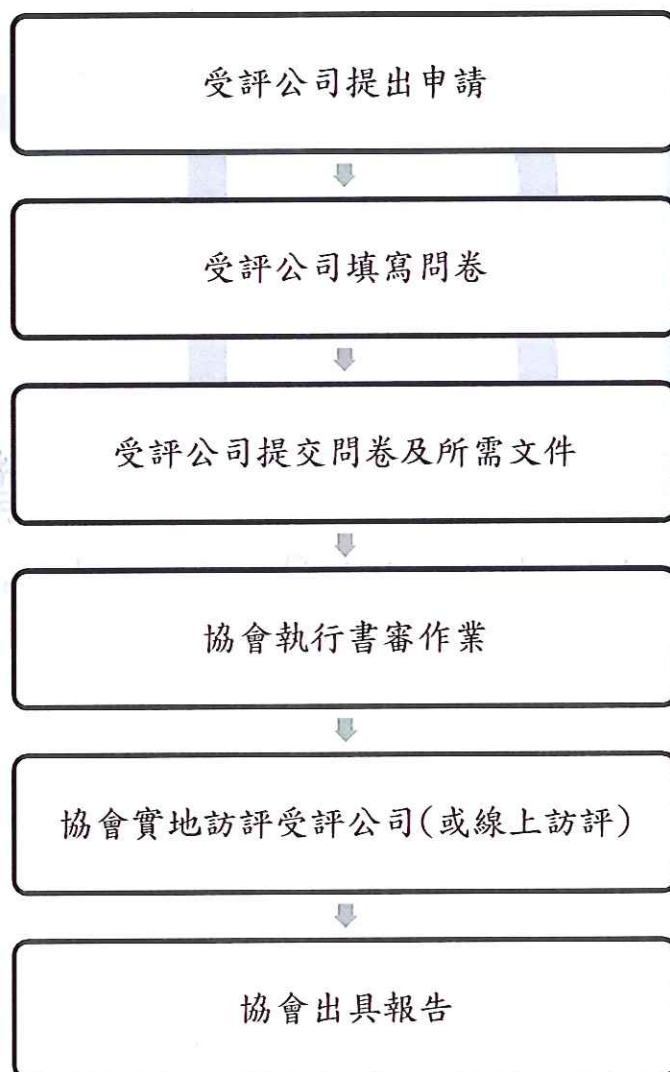 受評公司提出申請
受評公司填寫問卷
受評公司提交問卷及所需文件
協會執行書審作業
協會實地訪評受評公司(或線上訪評)
協會出具報告